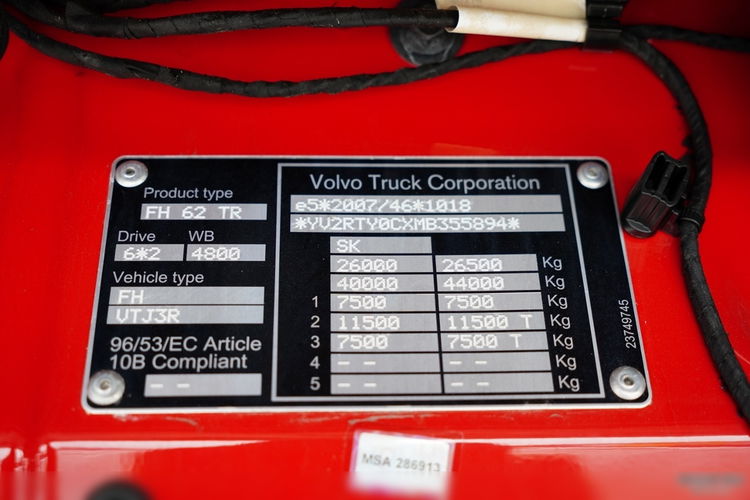 Product type
FH 62 TR
Drive WB
6*2 4800
Vehicle type
FH
VTJ3R
96/53/EC Article
10B Compliant
-- --
Volvo Truck Corporation
e5*2007/46*1018
*YV2RTY0CXMB355894*
SK
26000 26500 Kg
40000 44000 Kg
1 7500 7500 Kg
2 11500 11500 T Kg
3 7500 7500 T Kg
4 -- -- Kg
5 -- -- Kg
23749745
MSA 286913